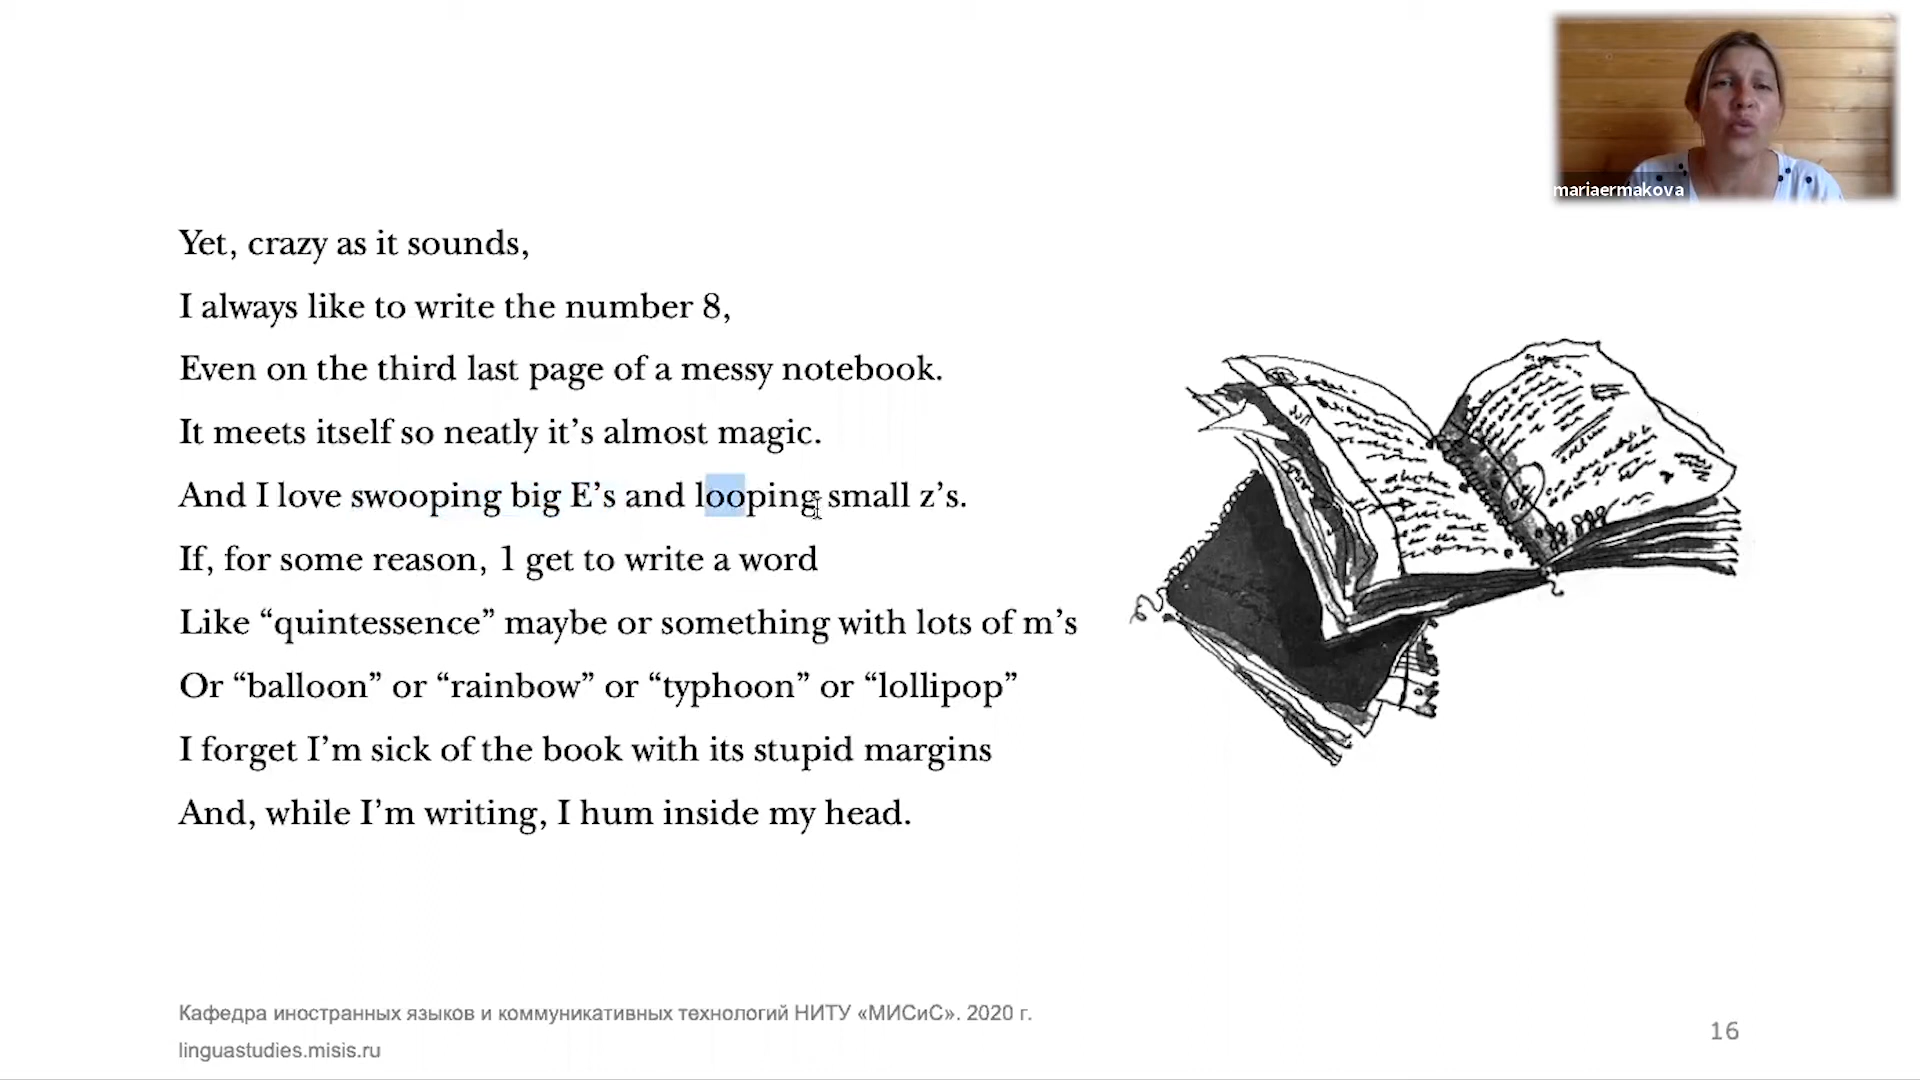 mariaermakova
Yet, crazy as it sounds,
I always like to write the number 8,
Even on the third last page of a messy notebook.
It meets itself so neatly it’s almost magic.
And I love swooping big E’s and looping small z’s.
If, for some reason, 1 get to write a word
Like “quintessence” maybe or something with lots of m’s
Or “balloon” or “rainbow” or “typhoon” or “lollipop”
I forget I’m sick of the book with its stupid margins
And, while I’m writing, I hum inside my head.
Кафедра иностранных языков и коммуникативных технологий НИТУ «МИСиС». 2020 г.
linguastudies.misis.ru
16